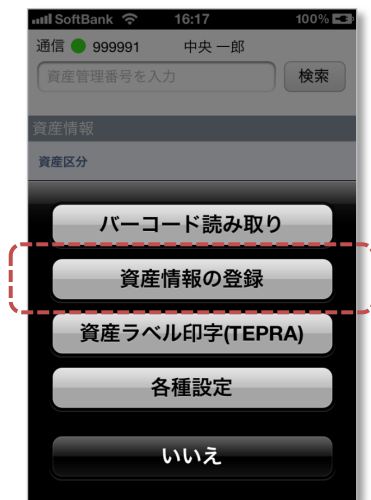 SoftBank 16:17 100%
通信 999991 中央 一郎
資産管理番号を入力 検索
資産情報
資産区分
バーコード読み取り
資産情報の登録
資産ラベル印字(TEPRA)
各種設定
いいえ